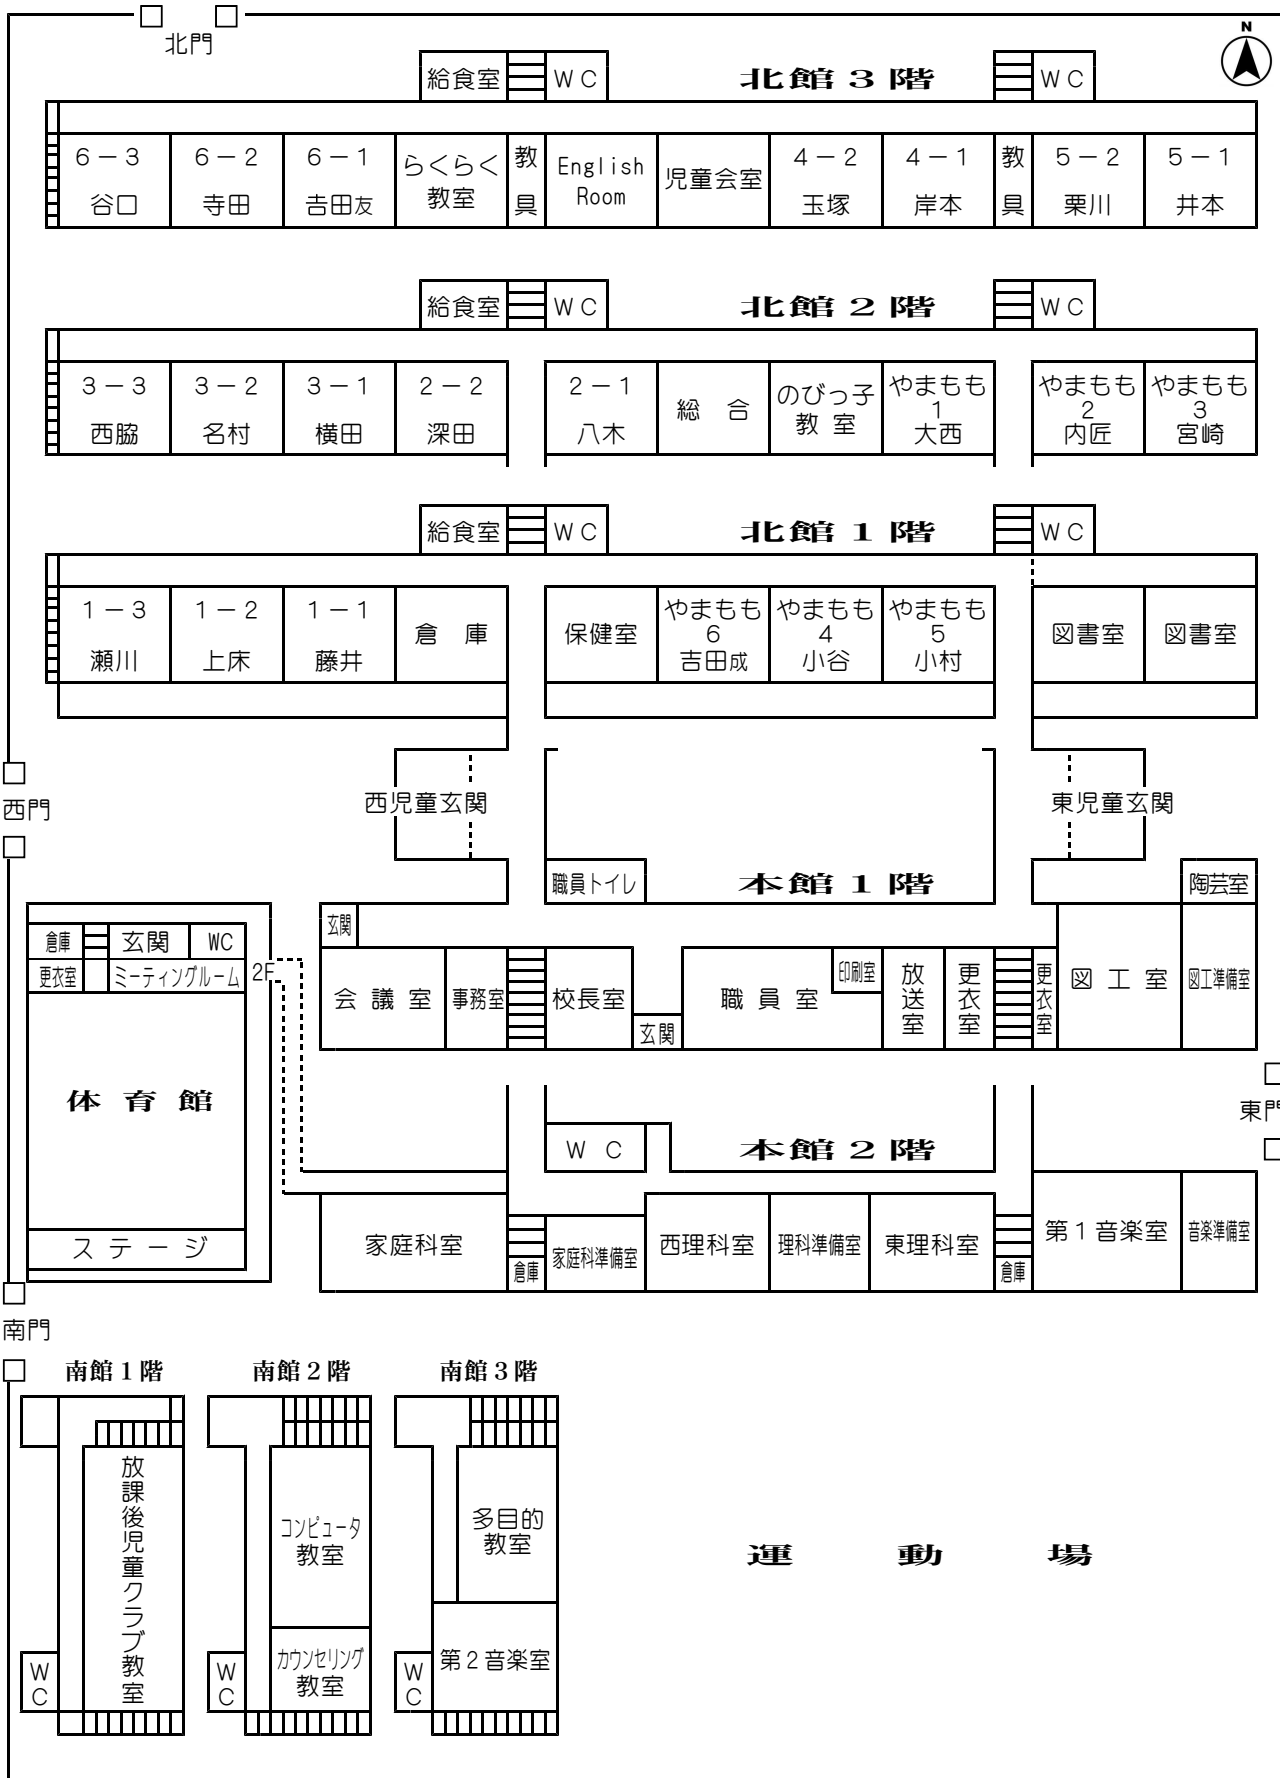 北門
N
給食室 WC 北館3階 WC
6-3 6-2 6-1 らくらく 教 English 児童会室 4-2 4-1 教 5-2 5-1
谷口 寺田 吉田友 教室 具 Room 玉塚 岸本 具 栗川 井本
給食室 WC 北館2階 WC
3-3 3-2 3-1 2-2 2-1 総合 のびっ子 やまもも やまもも やまもも
教室 1 2 3
西脇 名村 横田 深田 八木 大西 内匠 宮崎
給食室 WC 北館1階 WC
1-3 1-2 1-1 倉庫 保健室 やまもも やまもも やまもも 図書室 図書室
6 4 5
瀬川 上床 藤井 吉田成 小谷 小村
西門
西児童玄関 東児童玄関
職員トイレ 本館1階 陶芸室
玄関
倉庫 玄関 WC
更衣室 ミーティングルーム 2F
会議室 事務室 校長室 玄関 職員室 印刷室 放送室 更衣室 更衣室 図工室 図工準備室
体育館
ステージ
東門
WC 本館2階
家庭科室 倉庫 家庭科準備室 西理科室 理科準備室 東理科室 倉庫 第1音楽室 音楽準備室
南門
南館1階 南館2階 南館3階
放課後児童クラブ教室
WC
コンピュータ
教室
カウンセリング
教室
WC
多目的
教室
第2音楽室
WC
運動場